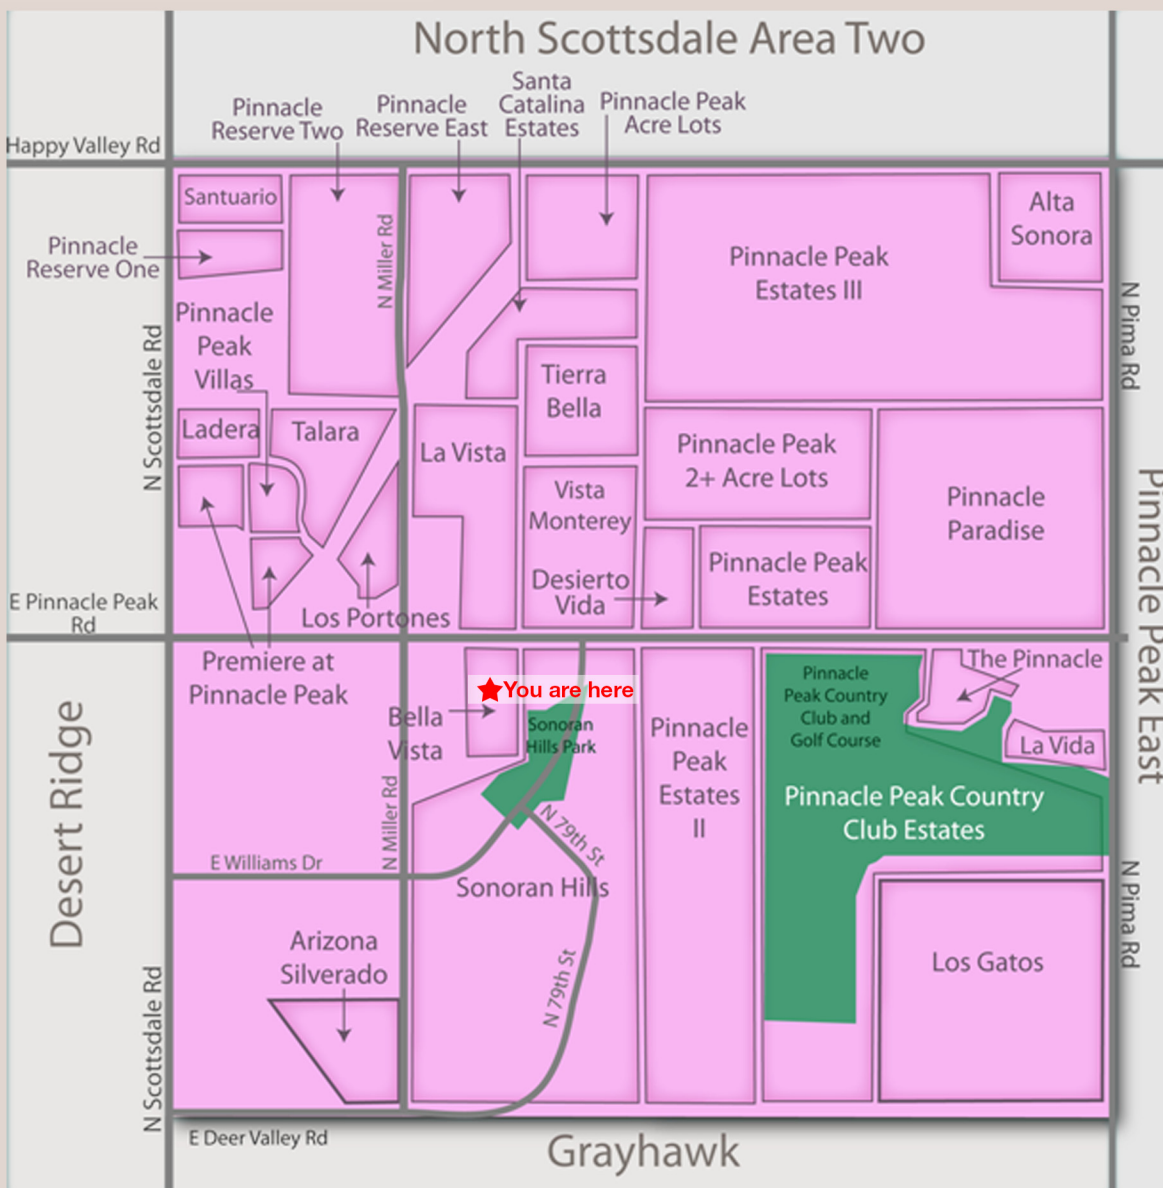 North Scottsdale Area Two
Santa
Catalina
Estates
Pinnacle
Reserve Two
Pinnacle
Reserve East
Pinnacle Peak
Acre Lots
Happy Valley Rd
Santuario
Alta
Sonora
Pinnacle
Reserve One
N Miller Rd
Pinnacle Peak
Estates III
Pinnacle
Peak
Villas
N Scottsdale Rd
N Pima Rd
Tierra
Bella
Ladera
Talara
La Vista
Pinnacle Peak
2+ Acre Lots
Vista
Monterey
Pinnacle
Paradise
Pinnacle Peak
Estates
Desierto
Vida
E Pinnacle Peak
Rd
Los Portones
Pinnacle Peak East
Premiere at
Pinnacle Peak
You are here
Bella
Vista
Sonoran
Hills Park
Pinnacle
Peak
Estates
II
Pinnacle
Peak Country
Club and
Golf Course
The Pinnacle
La Vida
Pinnacle Peak Country
Club Estates
Desert Ridge
N Miller Rd
N 79th St
E Williams Dr
Sonoran Hills
N Pima Rd
Arizona
Silverado
Los Gatos
N 79th St
N Scottsdale Rd
E Deer Valley Rd
Grayhawk